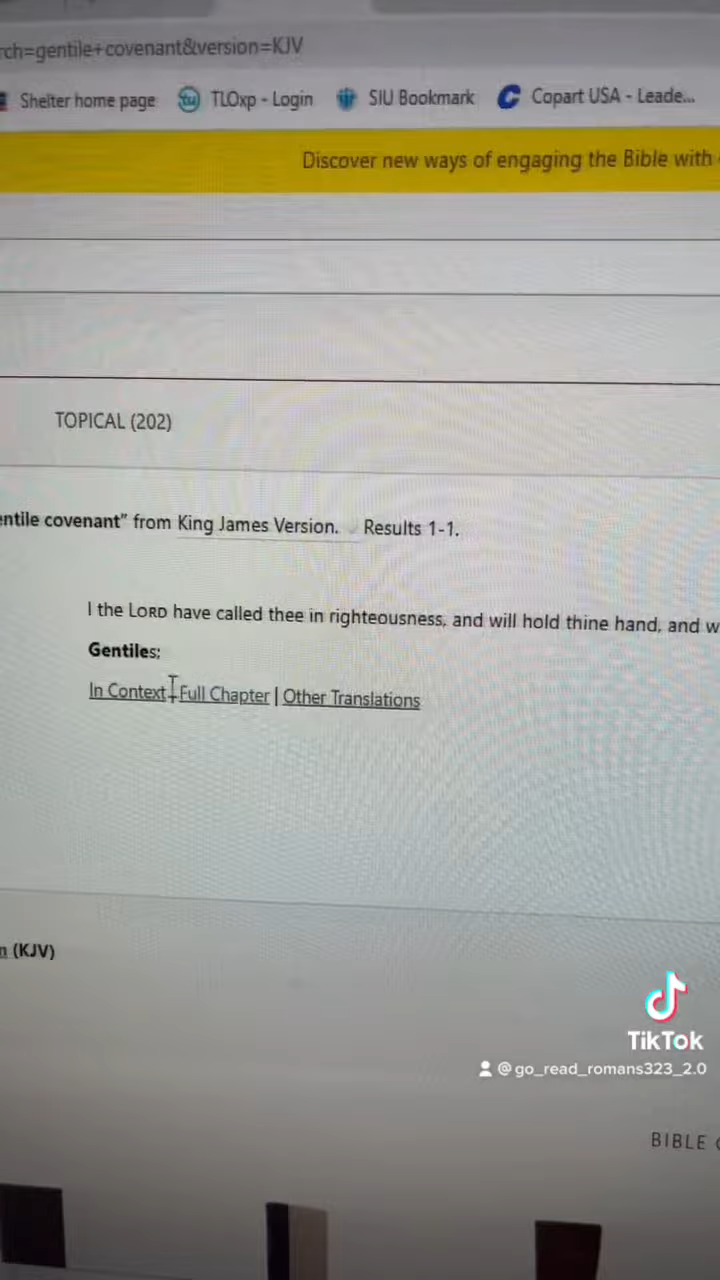 rch=gentile+covenant&version=KJV
Shelter home page tu TLOxp - Login SIU Bookmark Copart USA - Leade...
Discover new ways of engaging the Bible with
TOPICAL (202)
entile covenant" from King James Version. Results 1-1.
I the LORD have called thee in righteousness, and will hold thine hand, and w
Gentiles;
In Context Full Chapter | Other Translations
n (KJV)
TikTok
@go_read_romans323_2.0
BIBLE